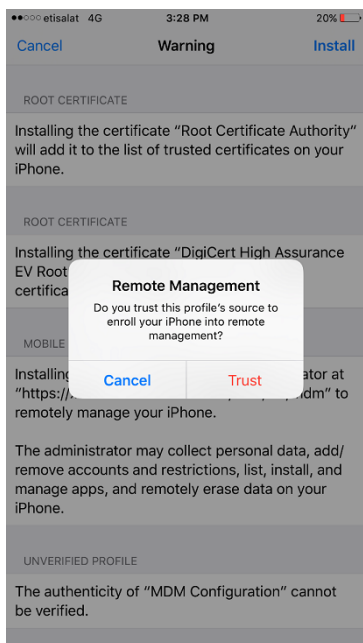 etisalat 4G 3:28 PM 20%
Cancel Warning Install
ROOT CERTIFICATE
Installing the certificate “Root Certificate Authority”
will add it to the list of trusted certificates on your
iPhone.
ROOT CERTIFICATE
Installing the certificate “DigiCert High Assurance
EV Root
certifica
Remote Management
Do you trust this profile's source to
enroll your iPhone into remote
management?
Cancel Trust
MOBILE
Installing ator at
“https:/ dm” to
remotely manage your iPhone.
The administrator may collect personal data, add/
remove accounts and restrictions, list, install, and
manage apps, and remotely erase data on your
iPhone.
UNVERIFIED PROFILE
The authenticity of “MDM Configuration” cannot
be verified.